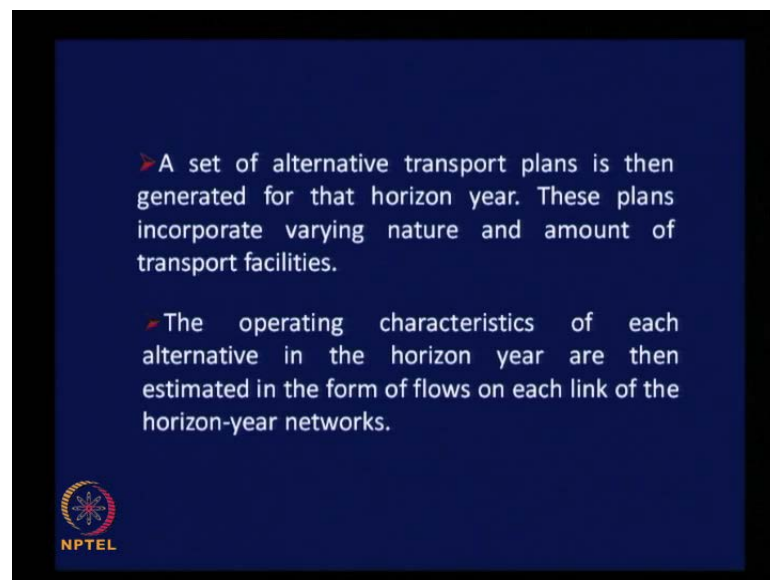 A set of alternative transport plans is then
generated for that horizon year. These plans
incorporate varying nature and amount of
transport facilities.
The operating characteristics of each
alternative in the horizon year are then
estimated in the form of flows on each link of the
horizon-year networks.
NPTEL